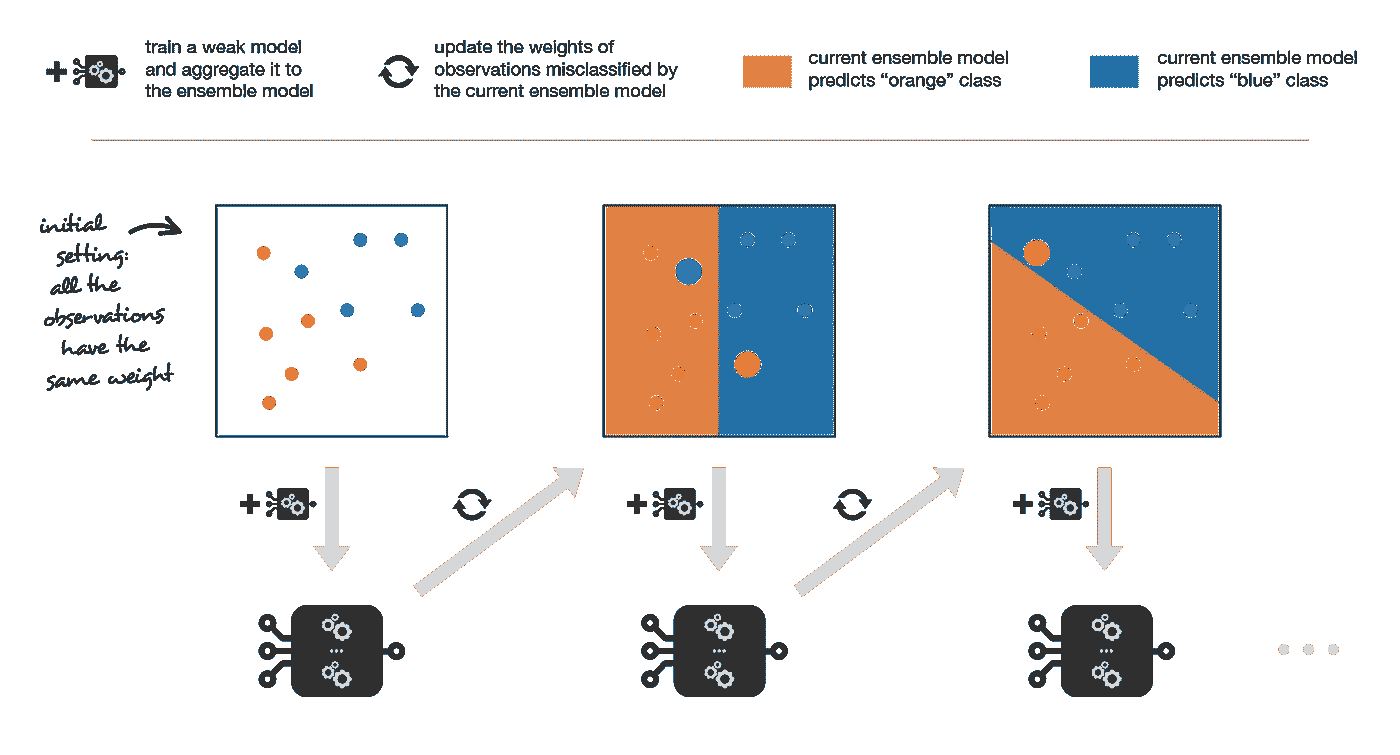 train a weak model
and aggregate it to
the ensemble model
update the weights of
observations misclassified by
the current ensemble model
current ensemble model
predicts “orange” class
current ensemble model
predicts “blue” class
initial
setting:
all the
observations
have the
same weight